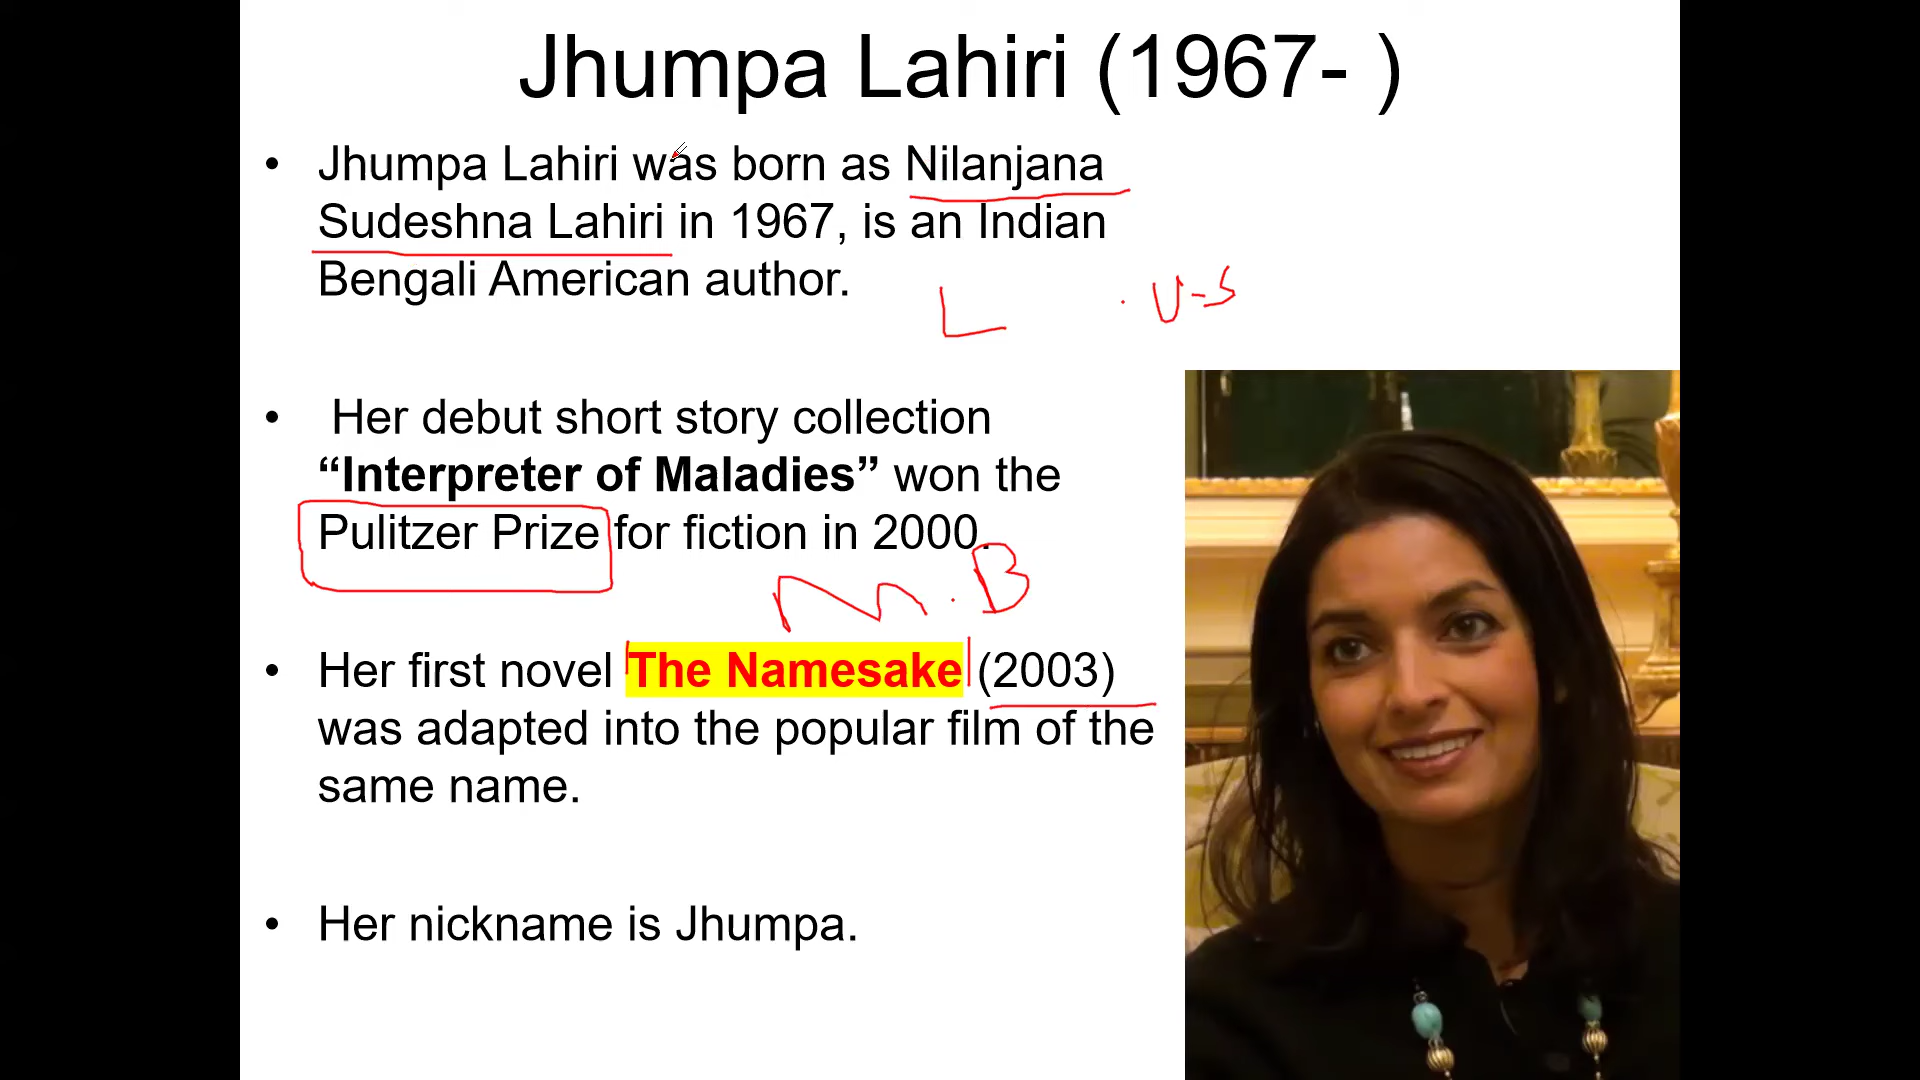 Jhumpa Lahiri (1967- )
• Jhumpa Lahiri was born as Nilanjana
Sudeshna Lahiri in 1967, is an Indian
Bengali American author.
L . U-S
• Her debut short story collection
“Interpreter of Maladies” won the
Pulitzer Prize for fiction in 2000.
M.B
• Her first novel The Namesake (2003)
was adapted into the popular film of the
same name.
• Her nickname is Jhumpa.